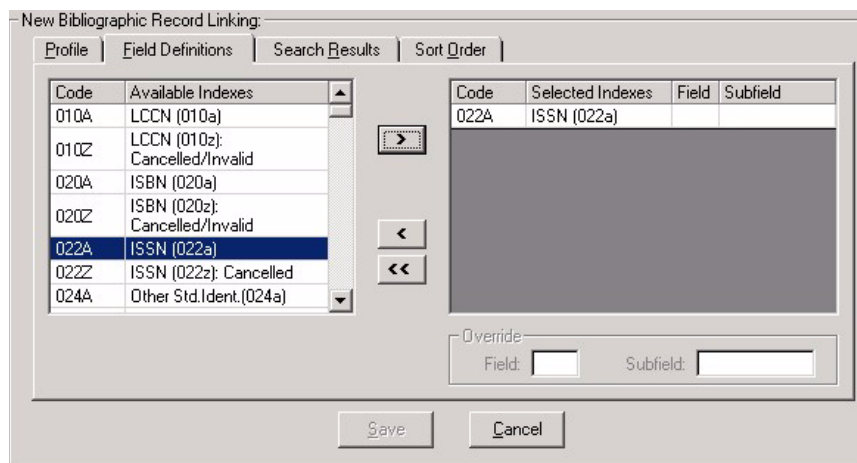 New Bibliographic Record Linking:
Profile Field Definitions Search Results Sort Order
Code Available Indexes
010A LCCN (010a)
010Z LCCN (010z):
Cancelled/Invalid
020A ISBN (020a)
020Z ISBN (020z):
Cancelled/Invalid
022A ISSN (022a)
022Z ISSN (022z): Cancelled
024A Other Std.Ident.(024a)
>
<
<<
Code Selected Indexes Field Subfield
022A ISSN (022a)
Override
Field: Subfield:
Save Cancel